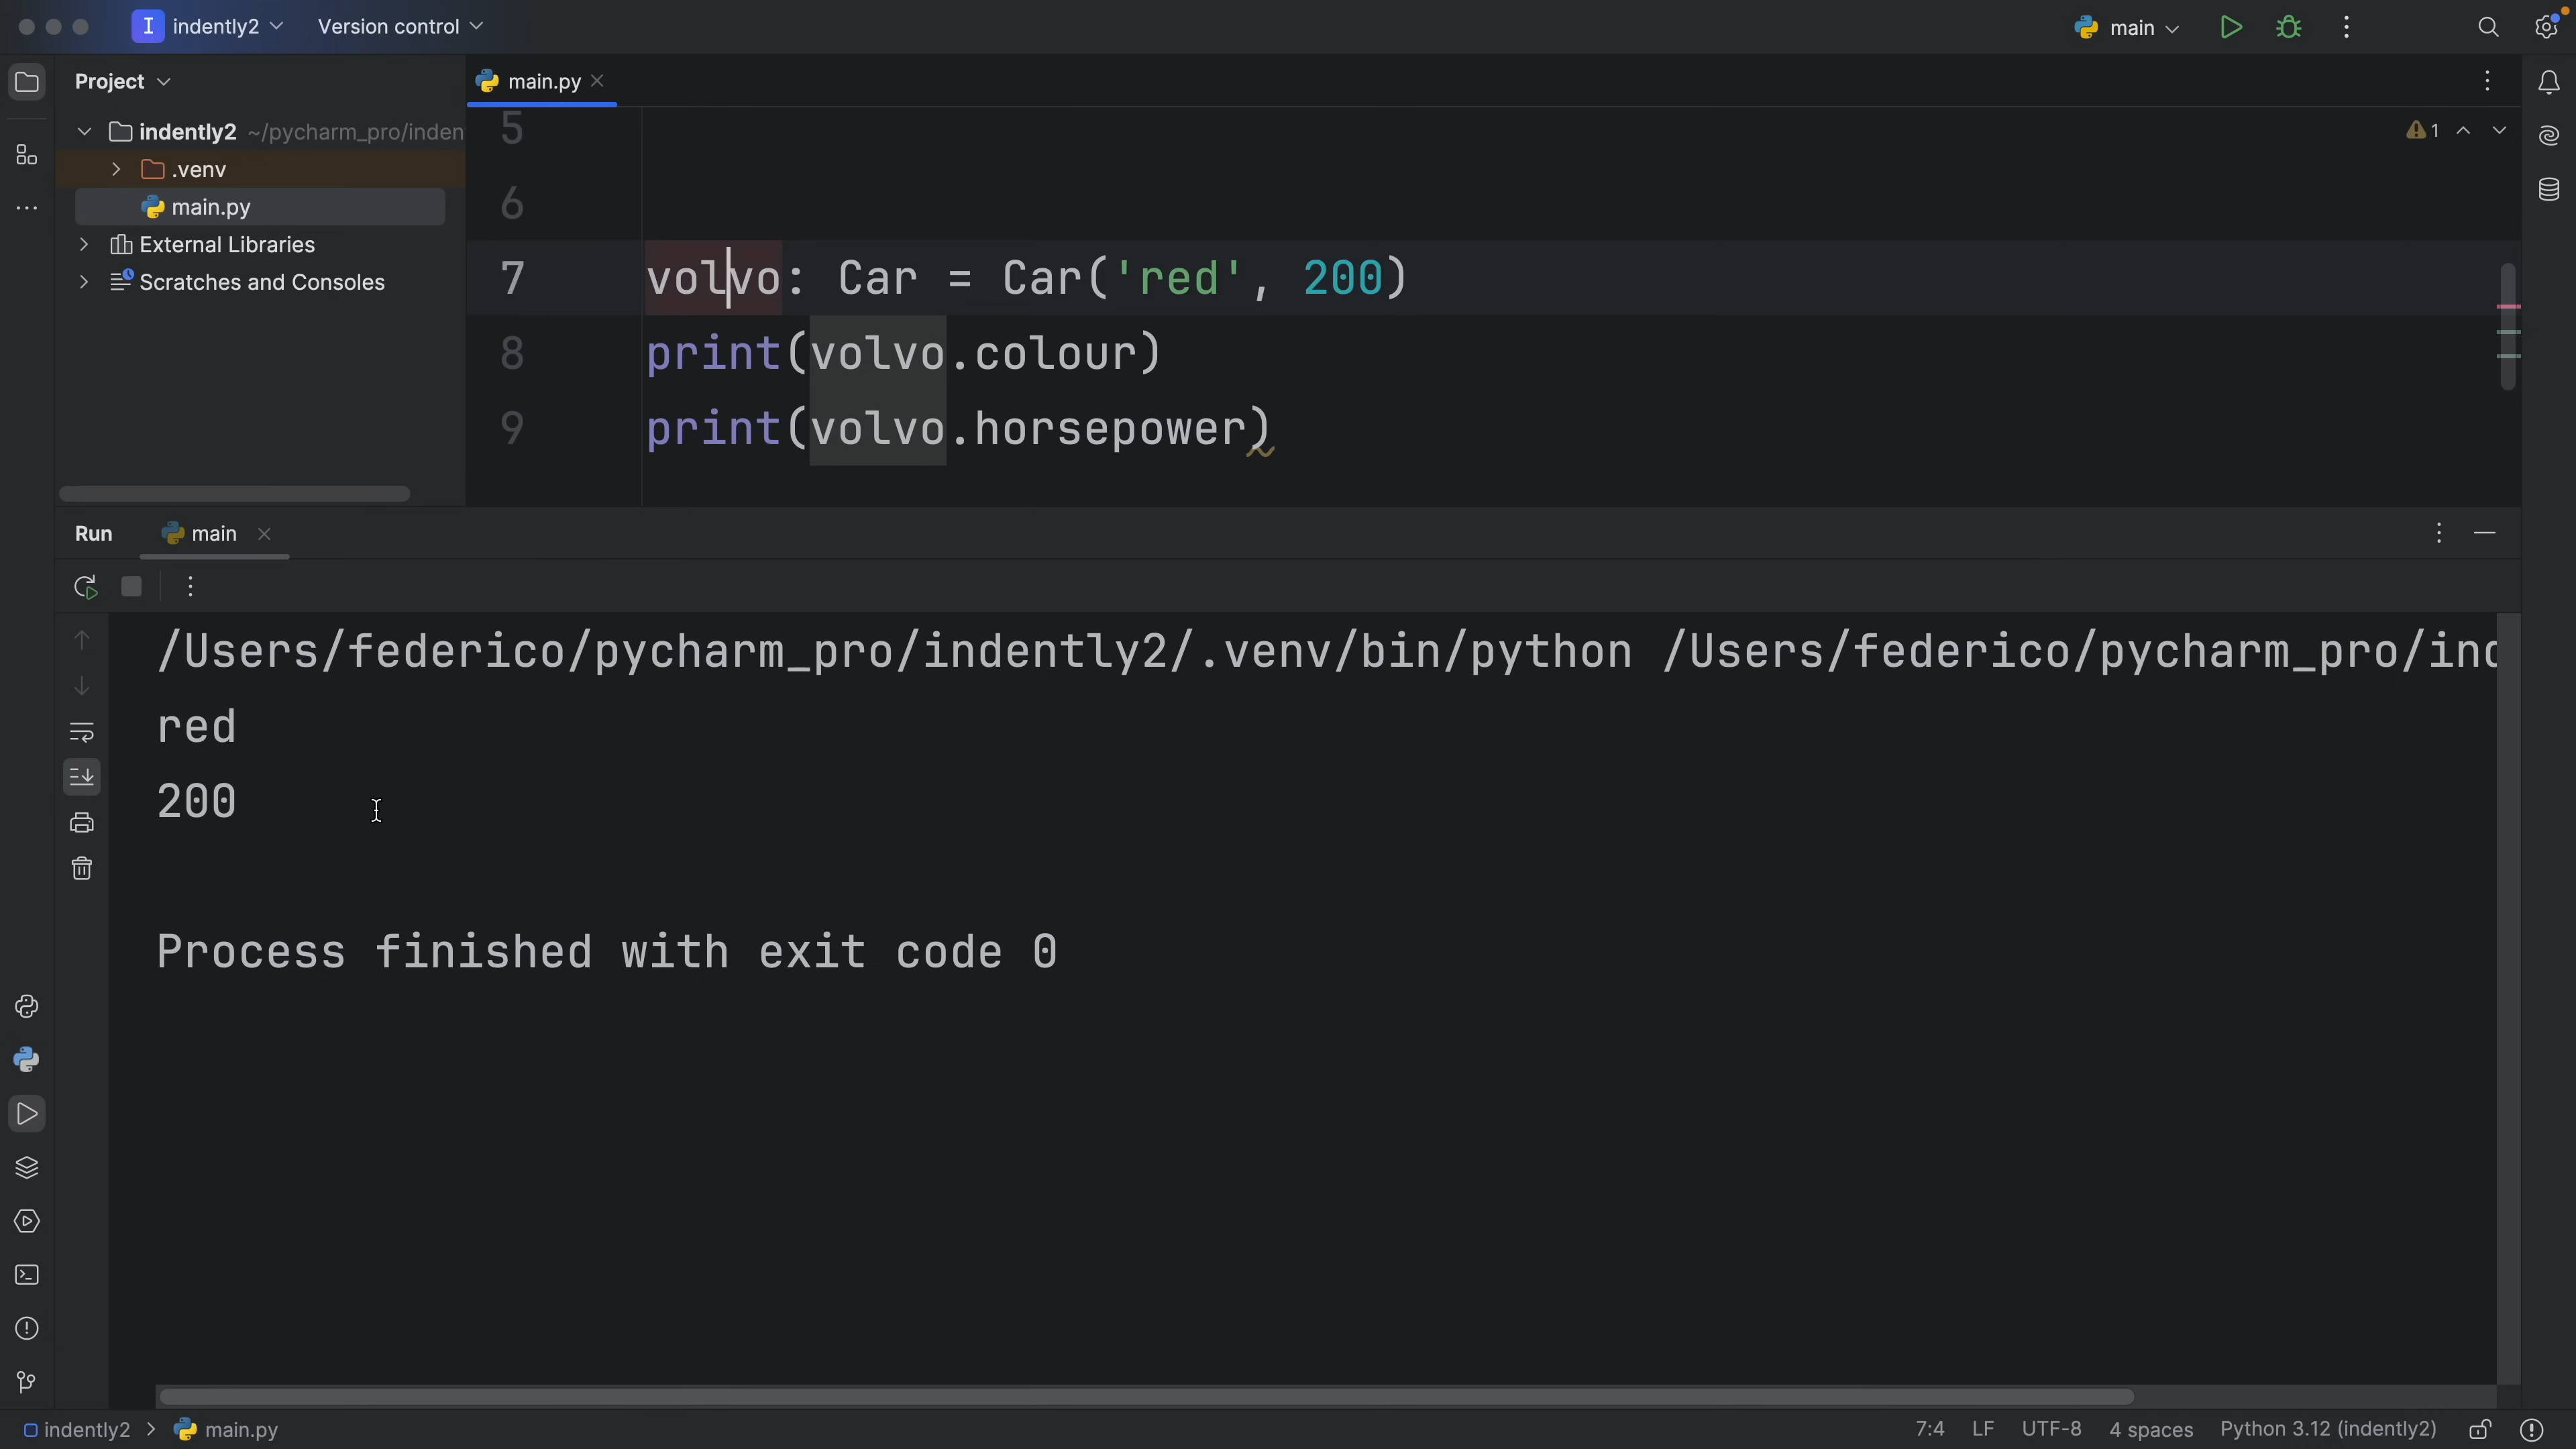 I indently2 Version control main
Project main.py
indently2 ~/pycharm_pro/inden
.venv
main.py
External Libraries
Scratches and Consoles
5
1
6
7 volvo: Car = Car('red', 200)
8 print(volvo.colour)
9 print(volvo.horsepower)
Run main
/Users/federico/pycharm_pro/indently2/.venv/bin/python /Users/federico/pycharm_pro/ind
red
200
Process finished with exit code 0
indently2 main.py 7:4 LF UTF-8 4 spaces Python 3.12 (indently2)